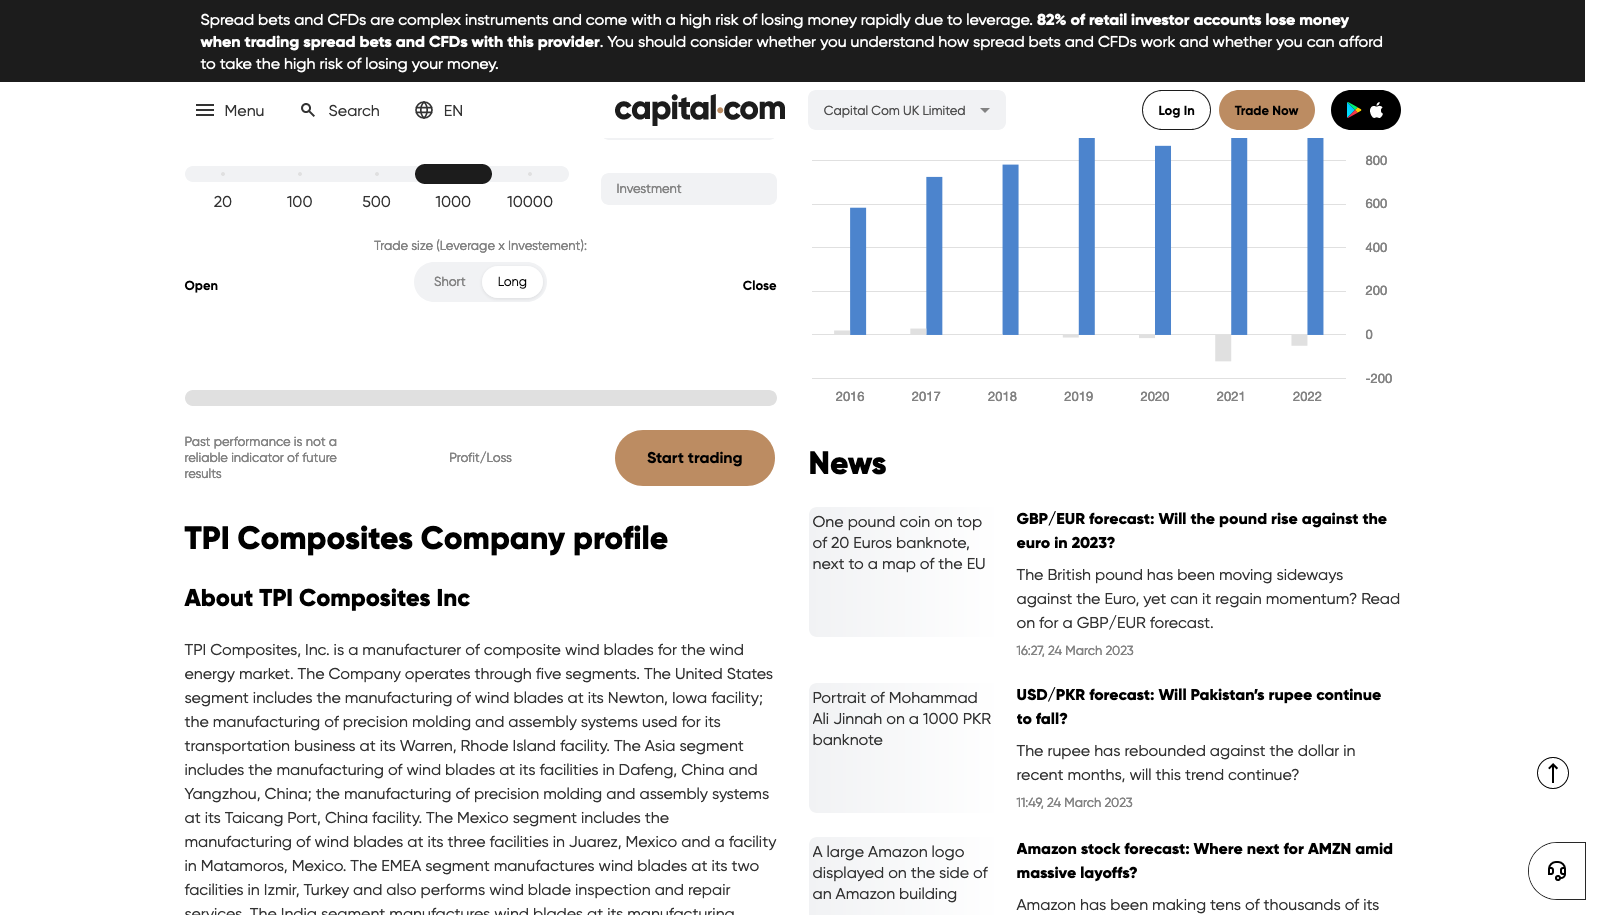 Spread bets and CFDs are complex instruments and come with a high risk of losing money rapidly due to leverage. 82% of retail investor accounts lose money
when trading spread bets and CFDs with this provider. You should consider whether you understand how spread bets and CFDs work and whether you can afford
to take the high risk of losing your money.
Menu
Search
EN
capital.com
Capital Com UK Limited
Log In
Trade Now
20
100
500
1000
10000
Investment
Trade size (Leverage x Investement):
Open
Short
Long
Close
Past performance is not a
reliable indicator of future
results
Profit/Loss
Start trading
TPI Composites Company profile
About TPI Composites Inc
TPI Composites, Inc. is a manufacturer of composite wind blades for the wind
energy market. The Company operates through five segments. The United States
segment includes the manufacturing of wind blades at its Newton, Iowa facility;
the manufacturing of precision molding and assembly systems used for its
transportation business at its Warren, Rhode Island facility. The Asia segment
includes the manufacturing of wind blades at its facilities in Dafeng, China and
Yangzhou, China; the manufacturing of precision molding and assembly systems
at its Taicang Port, China facility. The Mexico segment includes the
manufacturing of wind blades at its three facilities in Juarez, Mexico and a facility
in Matamoros, Mexico. The EMEA segment manufactures wind blades at its two
facilities in Izmir, Turkey and also performs wind blade inspection and repair
services. The India segment manufactures wind blades at its manufacturing
800
600
400
200
0
-200
2016
2017
2018
2019
2020
2021
2022
News
One pound coin on top
of 20 Euros banknote,
next to a map of the EU
GBP/EUR forecast: Will the pound rise against the
euro in 2023?
The British pound has been moving sideways
against the Euro, yet can it regain momentum? Read
on for a GBP/EUR forecast.
16:27, 24 March 2023
Portrait of Mohammad
Ali Jinnah on a 1000 PKR
banknote
USD/PKR forecast: Will Pakistan’s rupee continue
to fall?
The rupee has rebounded against the dollar in
recent months, will this trend continue?
11:49, 24 March 2023
A large Amazon logo
displayed on the side of
an Amazon building
Amazon stock forecast: Where next for AMZN amid
massive layoffs?
Amazon has been making tens of thousands of its